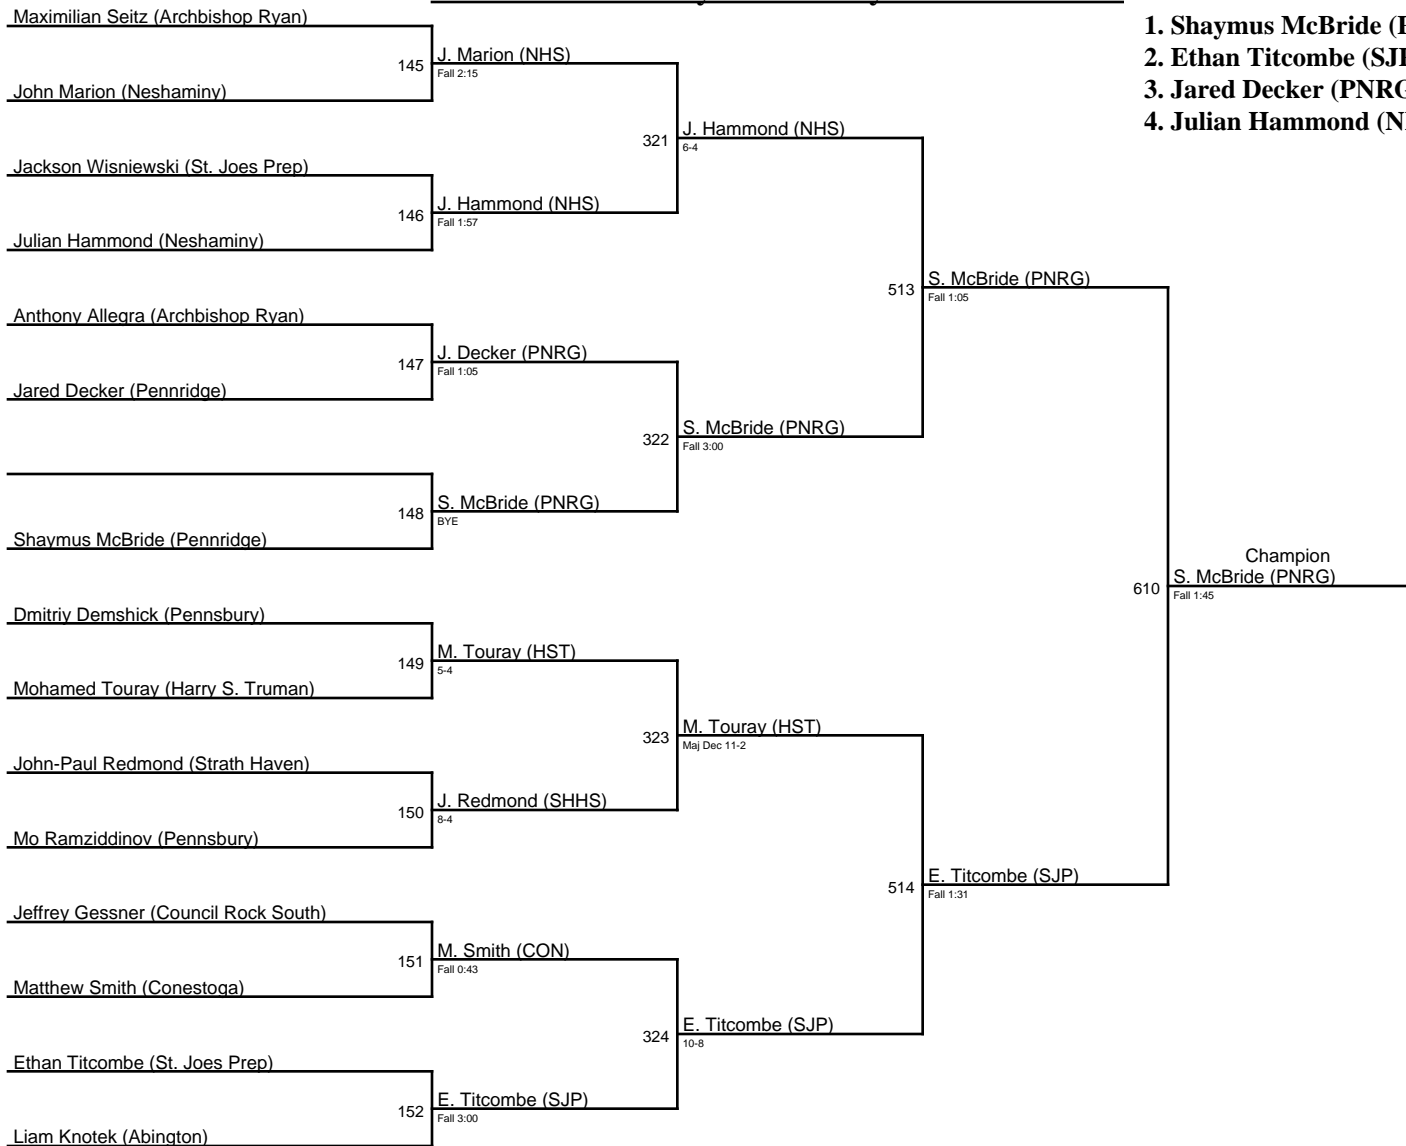 Maximilian Seitz (Archbishop Ryan)
145
J. Marion (NHS)
Fall 2:15
John Marion (Neshaminy)
321
J. Hammond (NHS)
6-4
Jackson Wisniewski (St. Joes Prep)
146
J. Hammond (NHS)
Fall 1:57
Julian Hammond (Neshaminy)
513
S. McBride (PNRG)
Fall 1:05
Anthony Allegra (Archbishop Ryan)
147
J. Decker (PNRG)
Fall 1:05
Jared Decker (Pennridge)
322
S. McBride (PNRG)
Fall 3:00
148
S. McBride (PNRG)
BYE
Shaymus McBride (Pennridge)
610
Champion
S. McBride (PNRG)
Fall 1:45
Dmitriy Demshick (Pennsbury)
149
M. Touray (HST)
5-4
Mohamed Touray (Harry S. Truman)
323
M. Touray (HST)
Maj Dec 11-2
John-Paul Redmond (Strath Haven)
150
J. Redmond (SHHS)
8-4
Mo Ramziddinov (Pennsbury)
514
E. Titcombe (SJP)
Fall 1:31
Jeffrey Gessner (Council Rock South)
151
M. Smith (CON)
Fall 0:43
Matthew Smith (Conestoga)
324
E. Titcombe (SJP)
10-8
Ethan Titcombe (St. Joes Prep)
152
E. Titcombe (SJP)
Fall 3:00
Liam Knotek (Abington)
1. Shaymus McBride
2. Ethan Titcombe (SJP
3. Jared Decker (PNRG
4. Julian Hammond